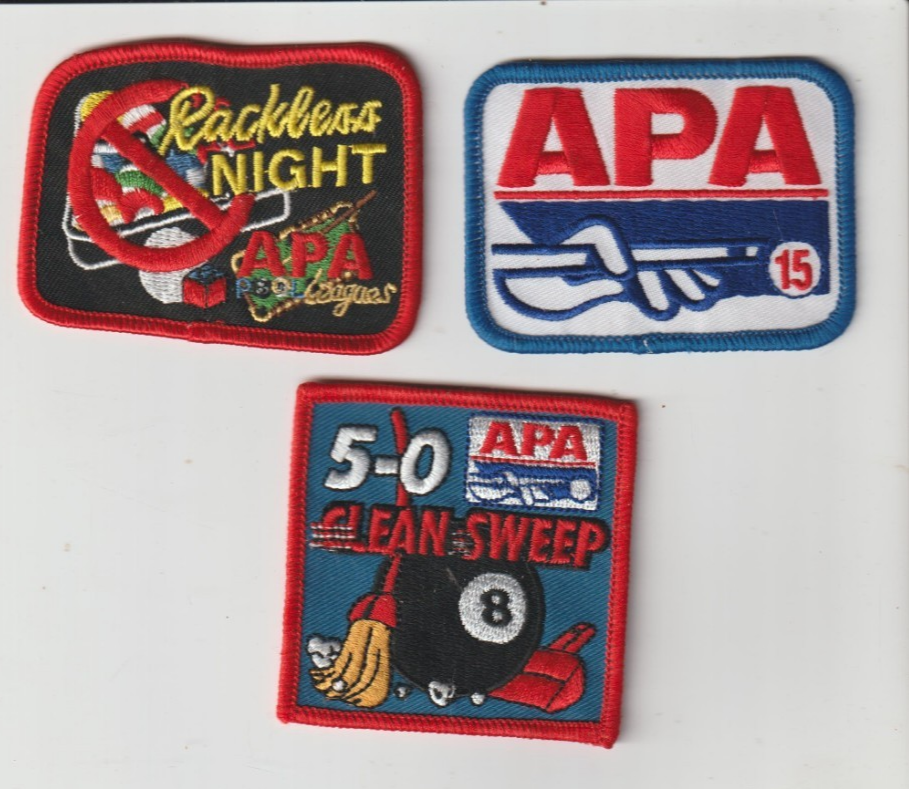 Rackless
NIGHT
APA
POOL Leagues
APA
15
5-0
APA
CLEAN SWEEP
8